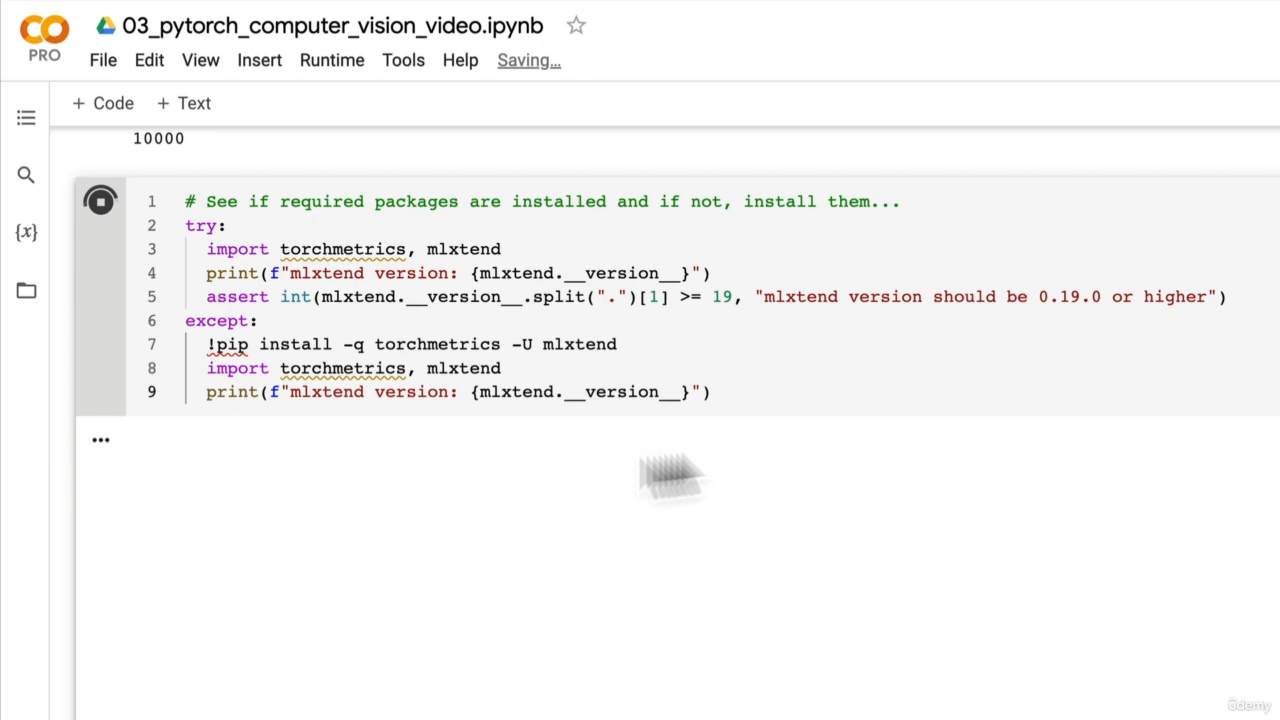 03_pytorch_computer_vision_video.ipynb
PRO
File Edit View Insert Runtime Tools Help Saving…
+ Code + Text
10000
{x}
1 # See if required packages are installed and if not, install them...
2 try:
3 import torchmetrics, mlxtend
4 print(f"mlxtend version: {mlxtend.__version__}")
5 assert int(mlxtend.__version__.split(".")[1] >= 19, "mlxtend version should be 0.19.0 or higher")
6 except:
7 !pip install -q torchmetrics -U mlxtend
8 import torchmetrics, mlxtend
9 print(f"mlxtend version: {mlxtend.__version__}")
•••
ûdemy